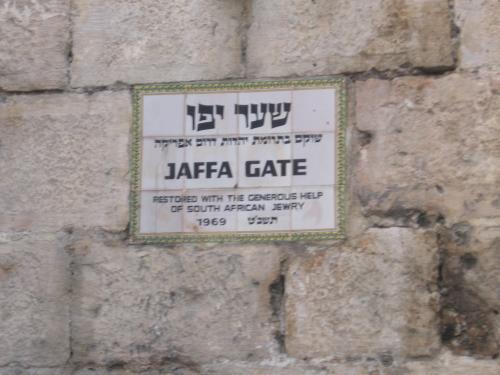 שער יפו
שוקם בתרומת יהדות דרום אפריקה
JAFFA GATE
RESTORED WITH THE GENEROUS HELP
OF SOUTH AFRICAN JEWRY
1969 תשכ"ט